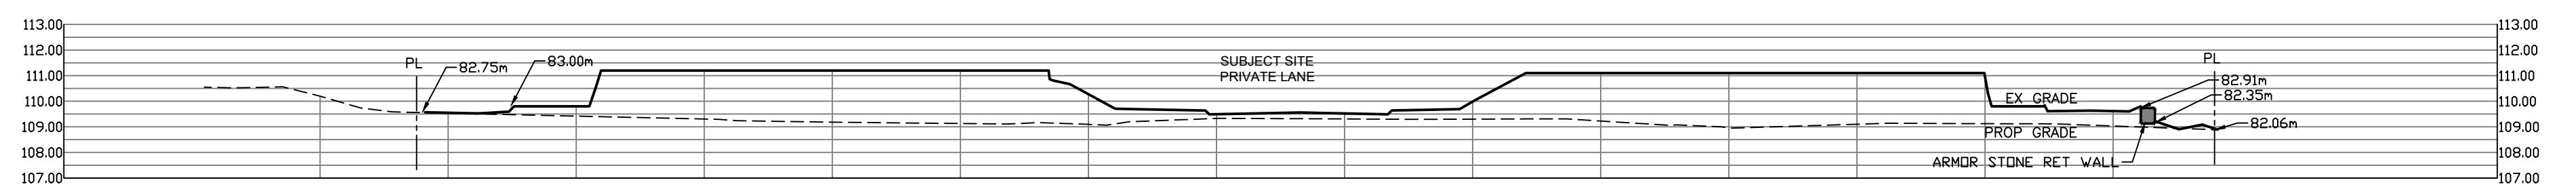 113.00
112.00
111.00
110.00
109.00
108.00
107.00
PL
82.75m
83.00m
SUBJECT SITE
PRIVATE LANE
EX GRADE
PROP GRADE
ARMOR STONE RET WALL
PL
82.91m
82.35m
82.06m
113.00
112.00
111.00
110.00
109.00
108.00
107.00